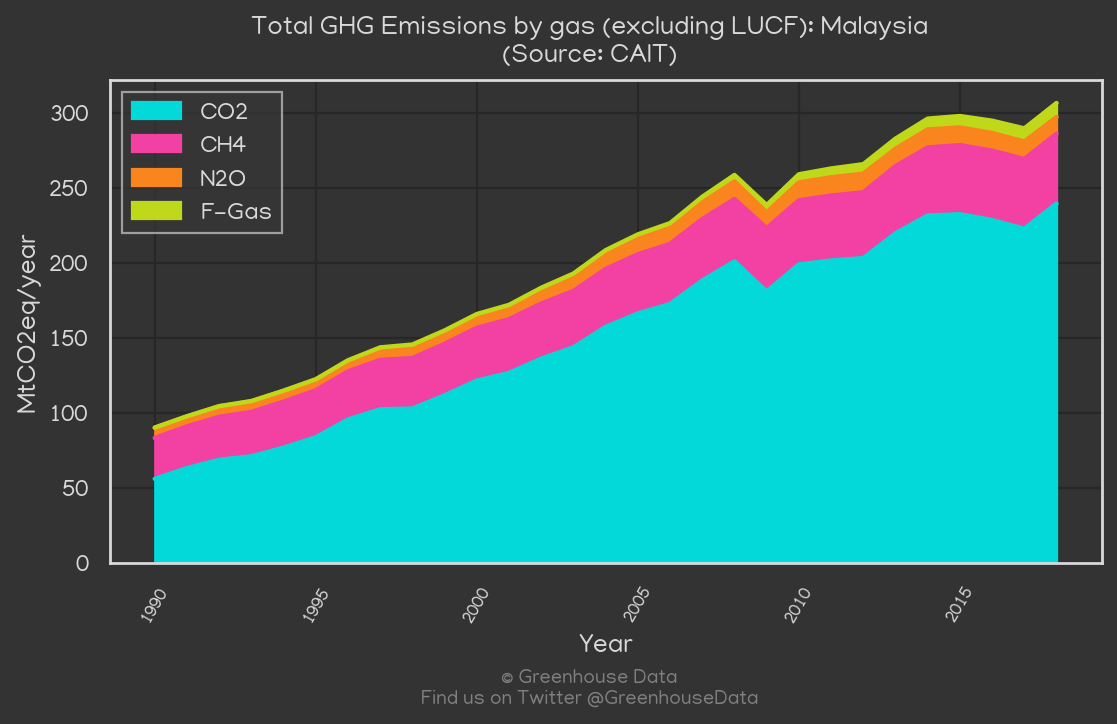 Total GHG Emissions by gas (excluding LUCF): Malaysia
(Source: CAIT)
CO2
CH4
N2O
F-Gas
MtCO2eq/year
300
250
200
150
100
50
0
1990
1995
2000
2005
2010
2015
Year
© Greenhouse Data
Find us on Twitter @GreenhouseData